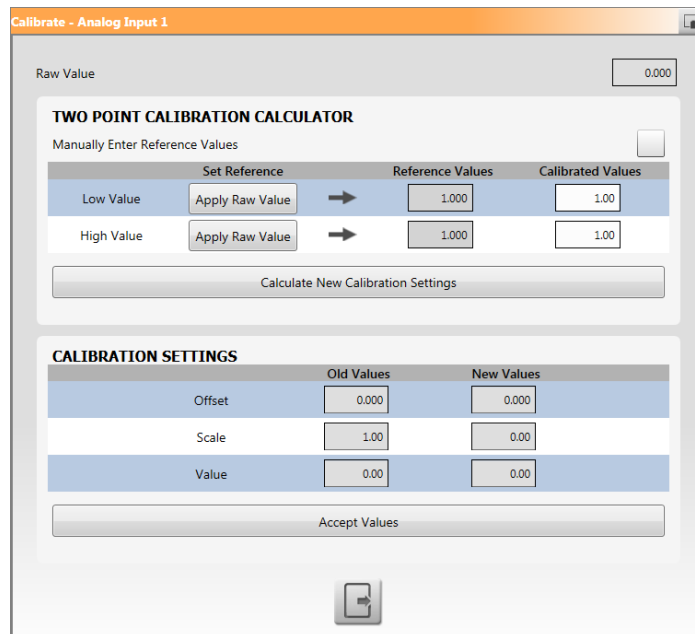 Calibrate - Analog Input 1
Raw Value 0.000
TWO POINT CALIBRATION CALCULATOR
Manually Enter Reference Values
Set Reference Reference Values Calibrated Values
Low Value Apply Raw Value 1.000 1.00
High Value Apply Raw Value 1.000 1.00
Calculate New Calibration Settings
CALIBRATION SETTINGS
Old Values New Values
Offset 0.000 0.000
Scale 1.00 0.00
Value 0.00 0.00
Accept Values